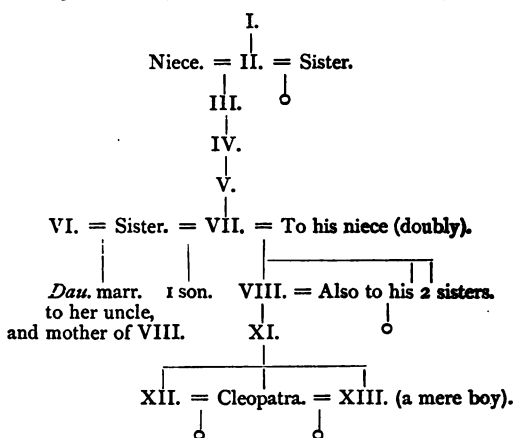 I.
Niece. = II. = Sister.
III.
IV.
V.
VI. = Sister. = VII. = To his niece (doubly).
Dau. marr. 1 son. VIII. = Also to his 2 sisters.
to her uncle,
and mother of VIII. XI.
XII. = Cleopatra. = XIII. (a mere boy).